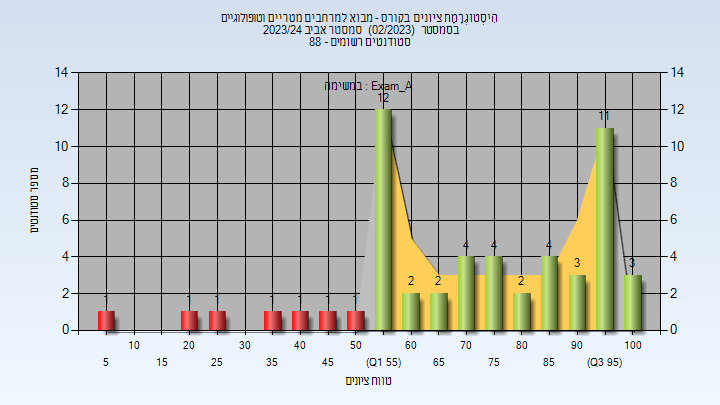 היסטוגרמת ציונים בקורס - מבוא למרחבים מטריים וטופולוגיים
בסמסטר (02/2023) סמסטר אביב 2023/24
סטודנטים רשומים - 88
במשימה : Exam_A
מספר סטודנטים
14 14
12 12
10 10
8 8
6 6
4 4
2 2
0 0
1 1 1 1 1 1 1 12 2 2 4 4 2 4 3 11 3
10 20 30 40 50 60 70 80 90 100
5 15 25 35 45 (Q1 55) 65 75 85 (Q3 95)
טווח ציונים